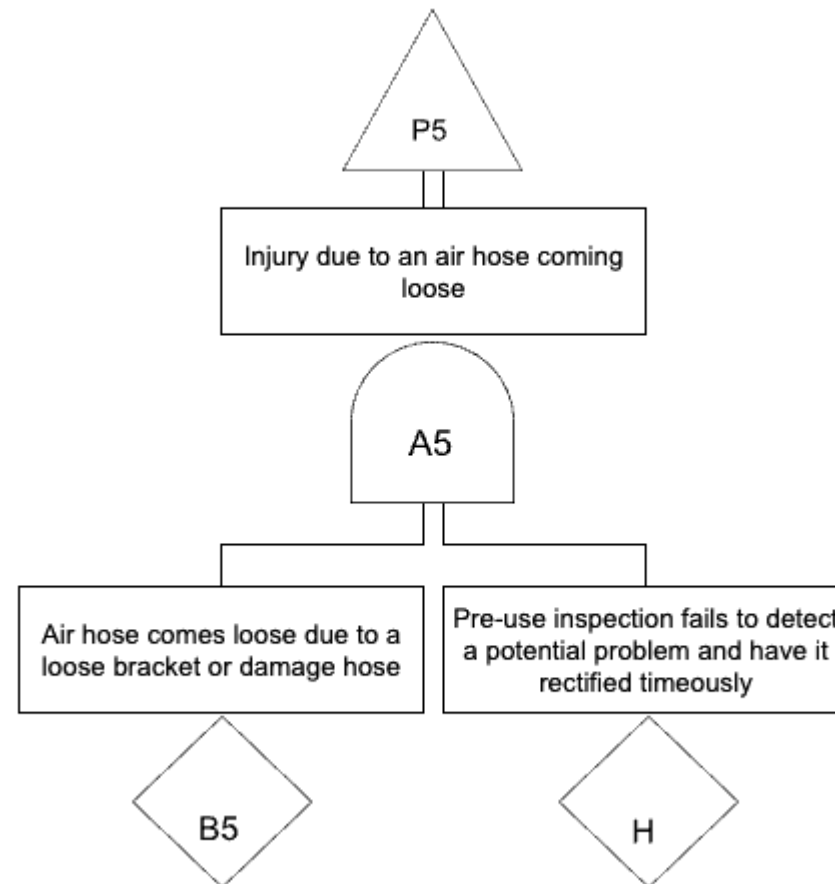 P5
Injury due to an air hose coming
loose
A5
Air hose comes loose due to a
loose bracket or damage hose
Pre-use inspection fails to detect
a potential problem and have it
rectified timeously
B5
H